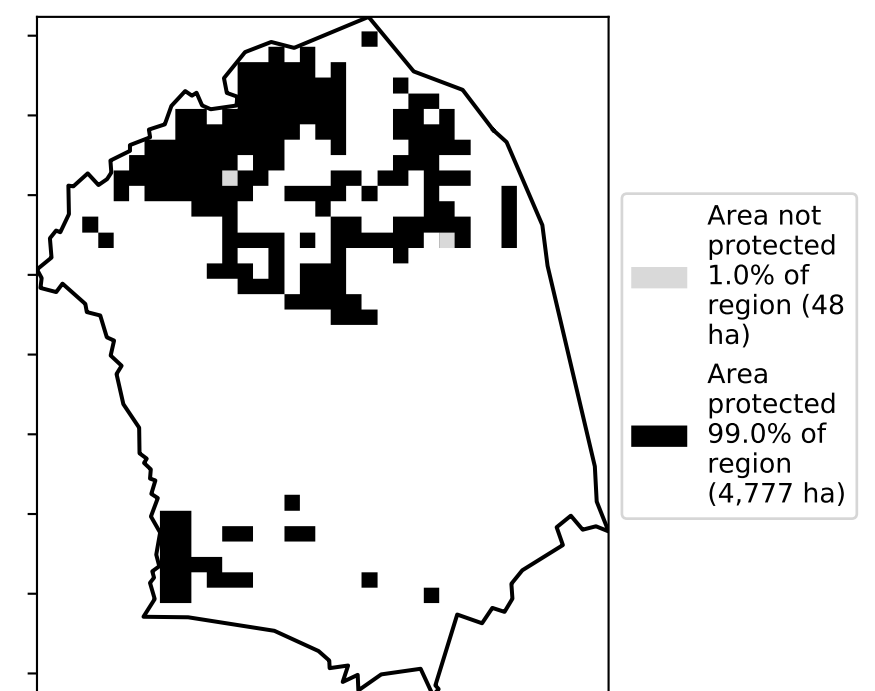 Area not
protected
1.0% of
region (48
ha)
Area
protected
99.0% of
region
(4,777 ha)